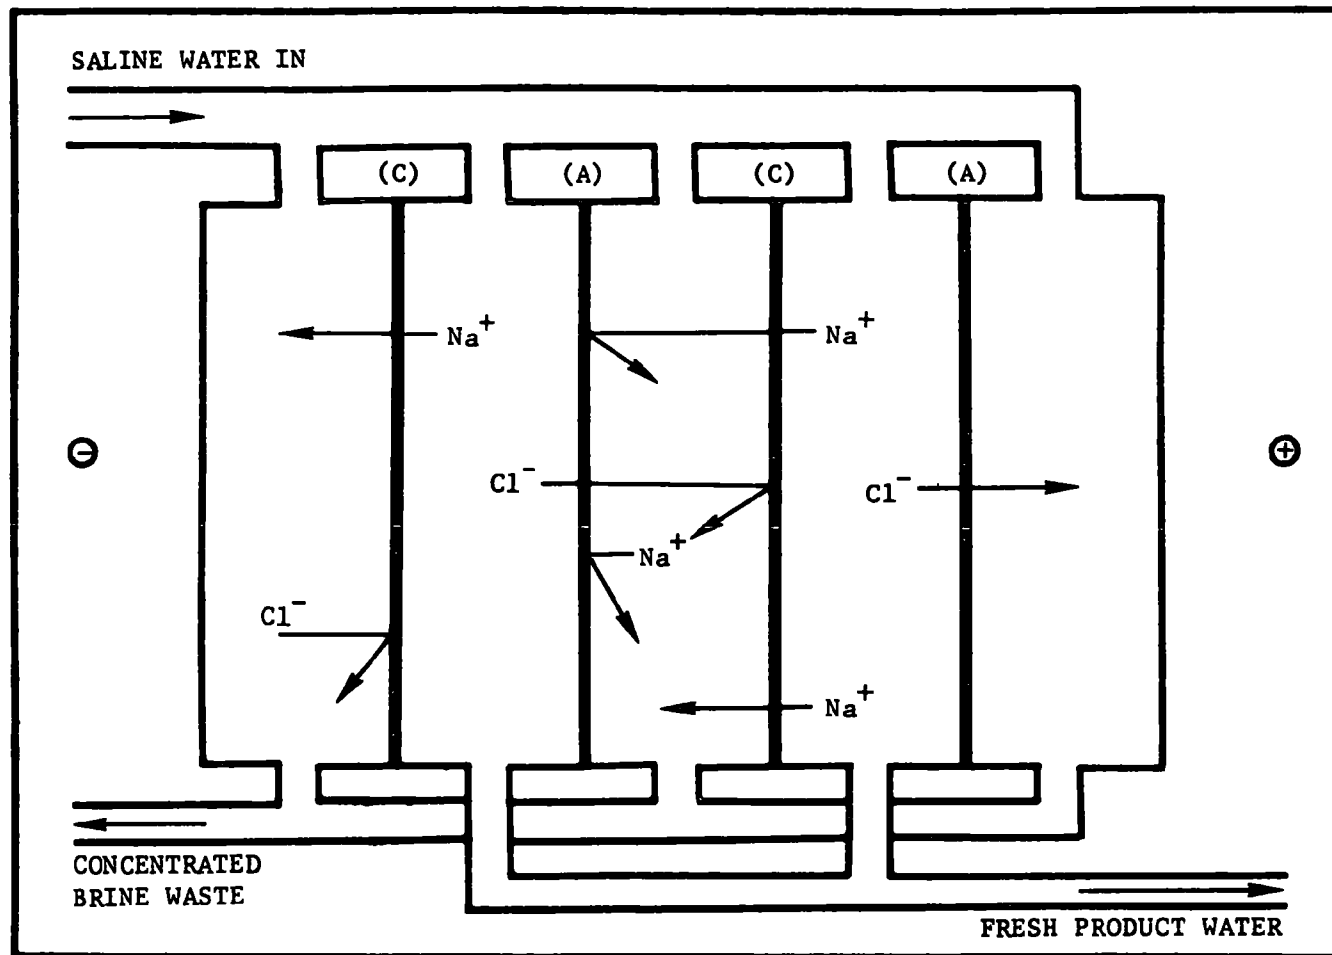 SALINE WATER IN
(C) (A) (C) (A)
Na+ Na+
- +
Cl- Cl-
Na+
Cl-
Na+
CONCENTRATED
BRINE WASTE
FRESH PRODUCT WATER